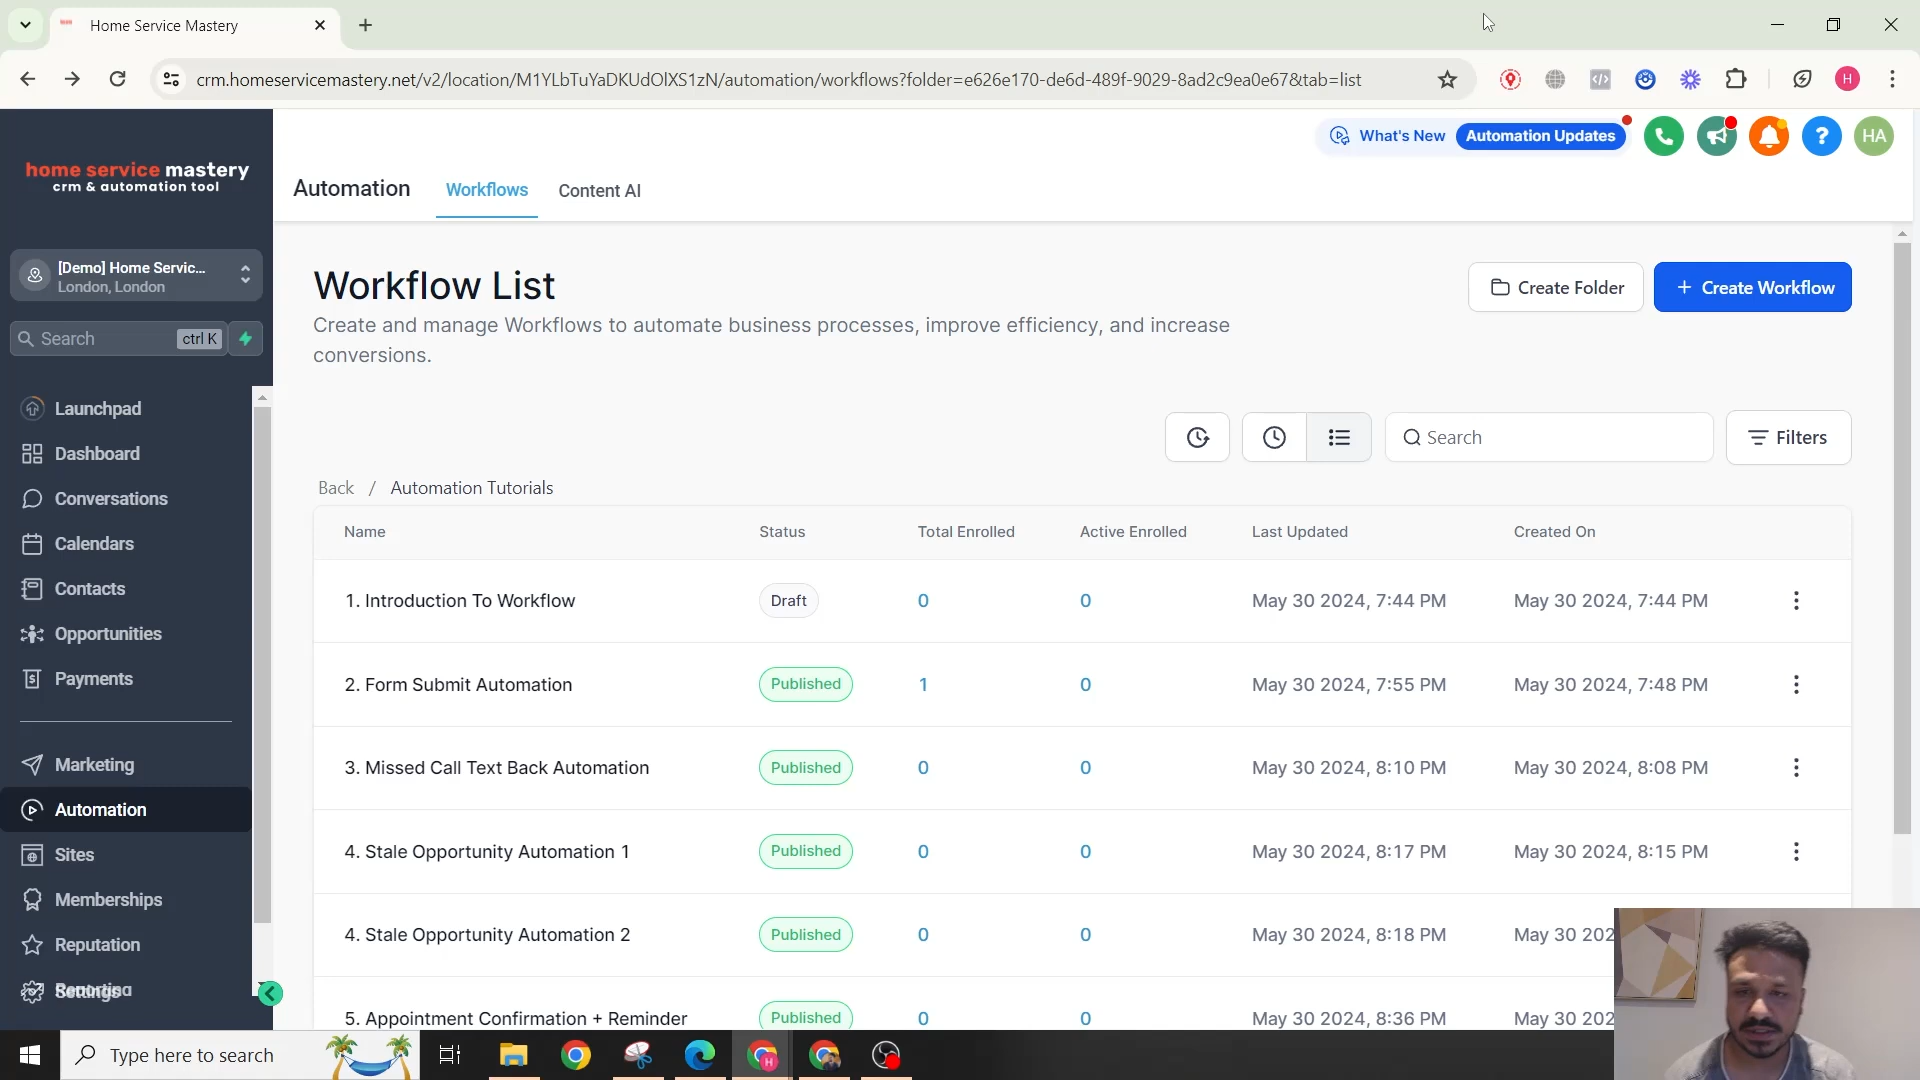 Home Service Mastery
crm.homeservicemastery.net/v2/location/M1YLbTuYaDKUdOlXS1zN/automation/workflows?folder=e626e170-de6d-489f-9029-8ad2c9ea0e67&tab=list
H
What's New
Automation Updates
?
HA
home service mastery
crm & automation tool
Automation
Workflows
Content AI
[Demo] Home Servic...
London, London
Search
ctrl K
Launchpad
Dashboard
Conversations
Calendars
Contacts
Opportunities
Payments
Marketing
Automation
Sites
Memberships
Reputation
Reporting
Settings
Workflow List
Create and manage Workflows to automate business processes, improve efficiency, and increase
conversions.
Create Folder
+ Create Workflow
Search
Filters
Back / Automation Tutorials
Name Status Total Enrolled Active Enrolled Last Updated Created On
1. Introduction To Workflow Draft 0 0 May 30 2024, 7:44 PM May 30 2024, 7:44 PM
2. Form Submit Automation Published 1 0 May 30 2024, 7:55 PM May 30 2024, 7:48 PM
3. Missed Call Text Back Automation Published 0 0 May 30 2024, 8:10 PM May 30 2024, 8:08 PM
4. Stale Opportunity Automation 1 Published 0 0 May 30 2024, 8:17 PM May 30 2024, 8:15 PM
4. Stale Opportunity Automation 2 Published 0 0 May 30 2024, 8:18 PM May 30 202
5. Appointment Confirmation + Reminder Published 0 0 May 30 2024, 8:36 PM May 30 202
Type here to search
H